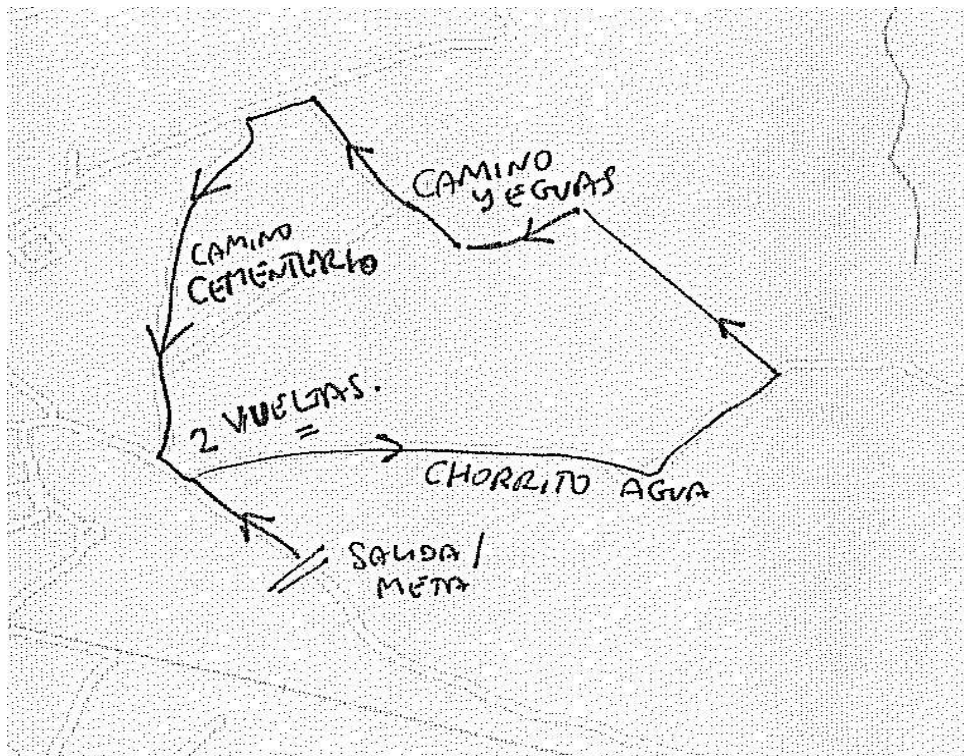 CAMINO
YEGUAS
CAMINO
CEMENTERIO
2 VUELTAS.
CHORRITO AGUA
SALIDA/
META